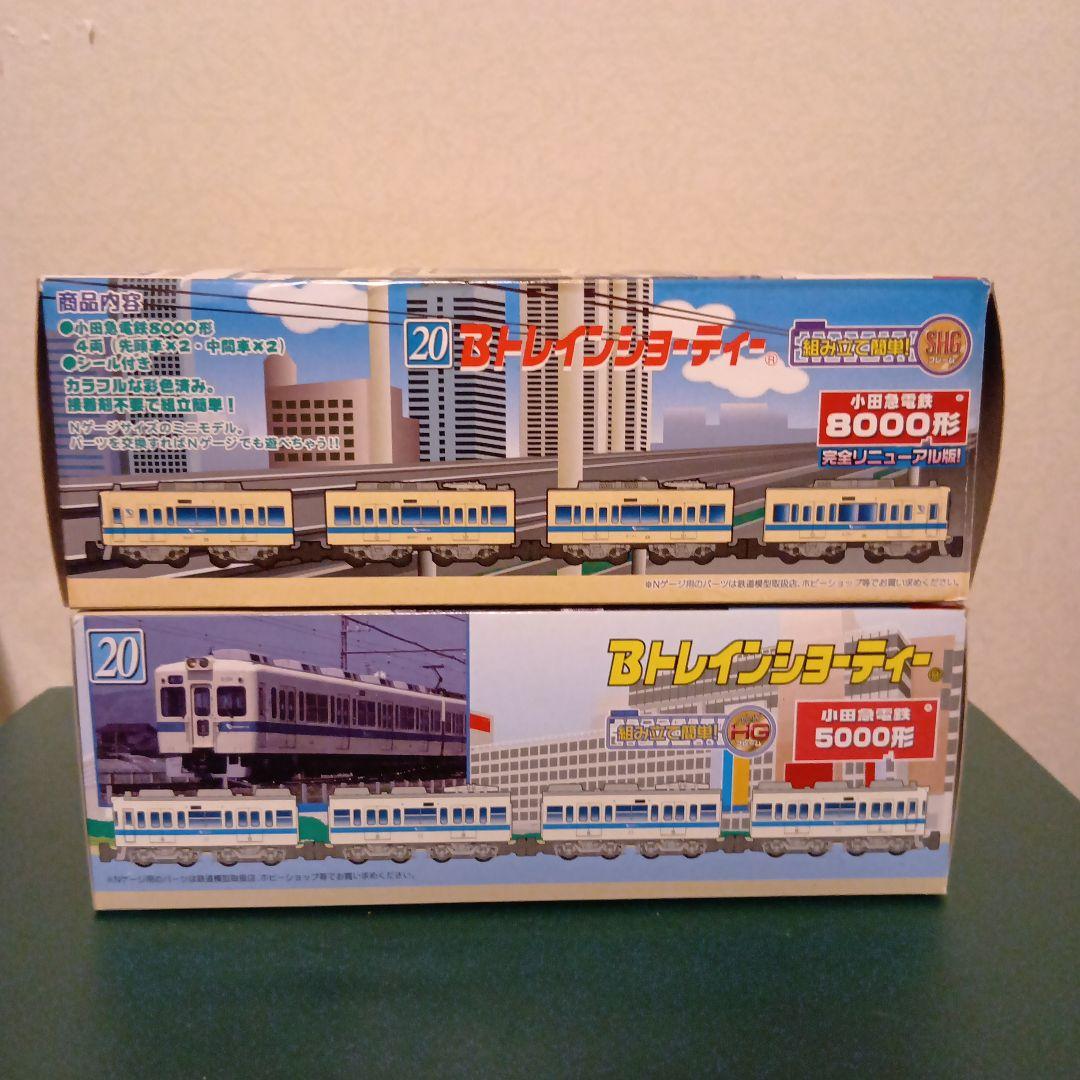 商品内容
●小田急電鉄8000形
4両（先頭車×2・中間車×2）
●シール付き
カラフルな彩色済み。
接着剤不要で組立簡単！
Nゲージサイズのミニモデル。
パーツを交換すればNゲージでも遊べちゃう!!
20
Bトレインショーティー®
組み立て簡単!
SHG
フレーム
小田急電鉄
8000形
完全リニューアル版!
※Nゲージ用のパーツは鉄道模型取扱店、ホビーショップ等でお買い求めください。
20
Bトレインショーティー®
組み立て簡単!
HG
フレーム
小田急電鉄
5000形
※Nゲージ用のパーツは鉄道模型取扱店、ホビーショップ等でお買い求めください。